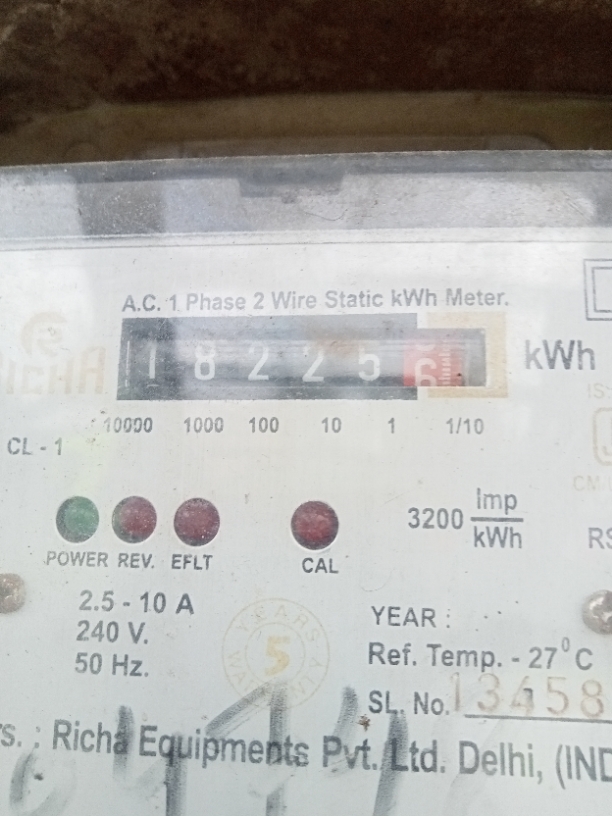 A.C. 1 Phase 2 Wire Static kWh Meter.
1 8 2 2 5 6 kWh
10000 1000 100 10 1 1/10
CL - 1
3200 Imp
kWh
POWER REV. EFLT CAL
2.5 - 10 A
240 V.
50 Hz.
YEARS
5
YEAR :
Ref. Temp. - 27°C
SL. No. 13458
Richa Equipments Pvt. Ltd. Delhi,